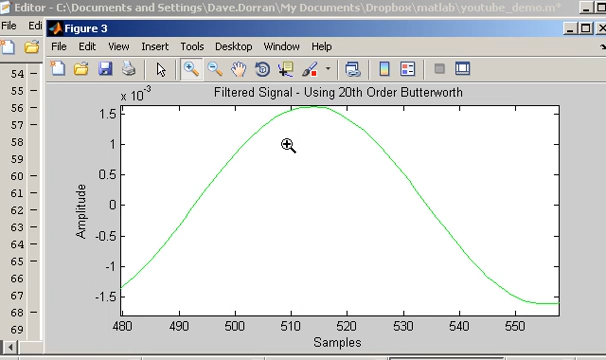 Editor - C:\Documents and Settings\Dave.Dorran\My Documents\Dropbox\matlab\youtube_demo.m*
File
Figure 3
File Edit View Insert Tools Desktop Window Help
54
55
56
57
58
59
60
61
62
63
64
65
66
67
68
69
x 10-3
Filtered Signal - Using 20th Order Butterworth
1.5
1
0.5
0
-0.5
-1
-1.5
Amplitude
480 490 500 510 520 530 540 550
Samples